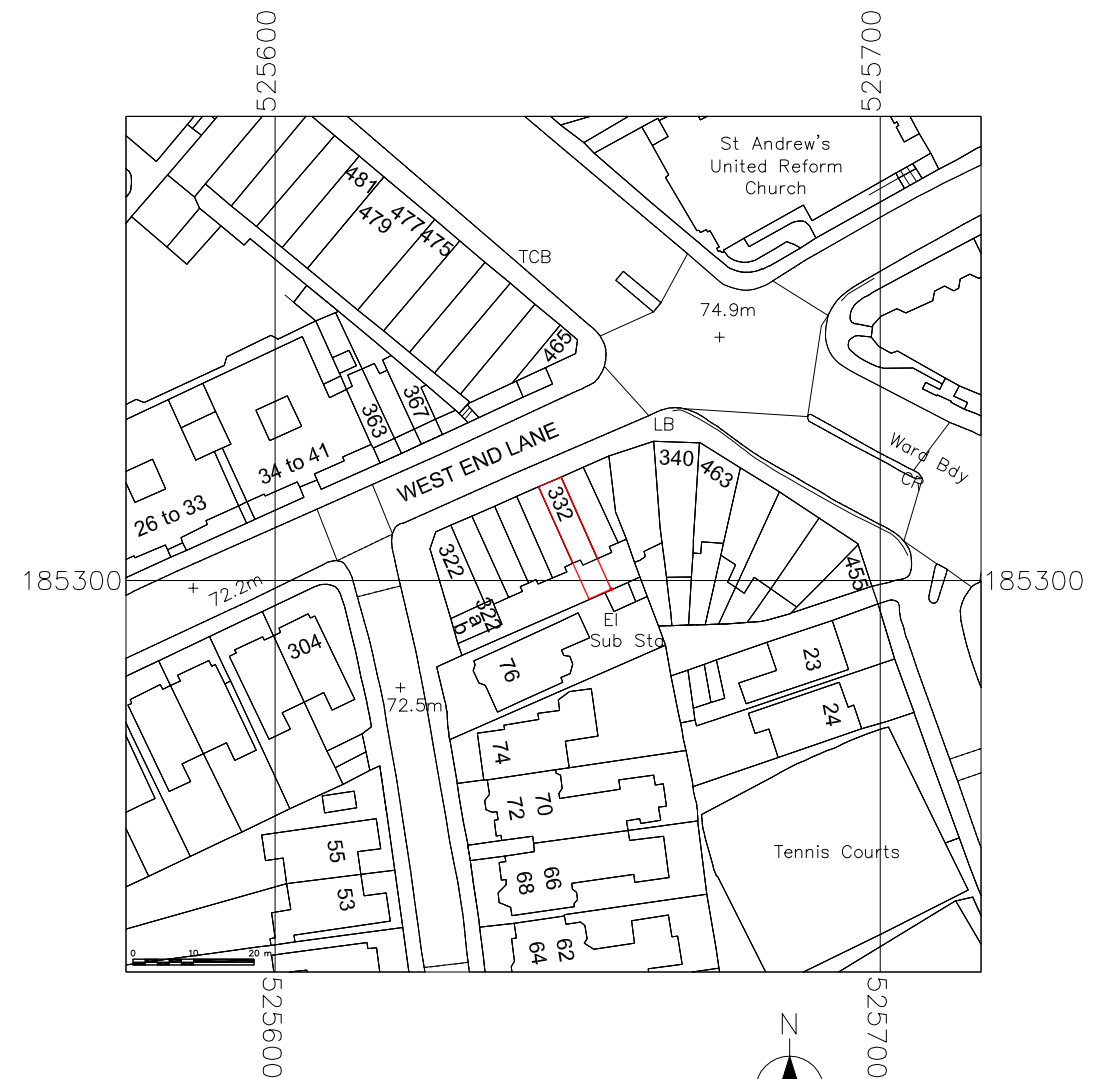 525600
525700
St Andrew's
United Reform
Church
481
479
477
475
TCB
74.9m
465
367
363
LB
WEST END LANE
340
463
Ward Bdy
CR
34 to 41
26 to 33
332
322
322
a
b
455
185300
185300
72.2m
El
Sub Sta
304
76
23
72.5m
24
74
70
72
55
Tennis Courts
66
68
53
62
64
0 10 20 m
525600
525700
N